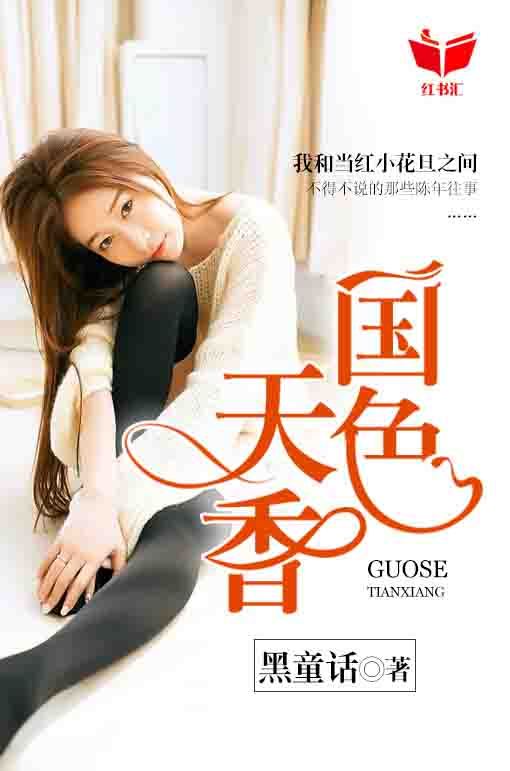 红书汇
我和当红小花旦之间
不得不说的那些陈年往事
……
国色
天香
GUOSE
TIANXIANG
黑童话◎著